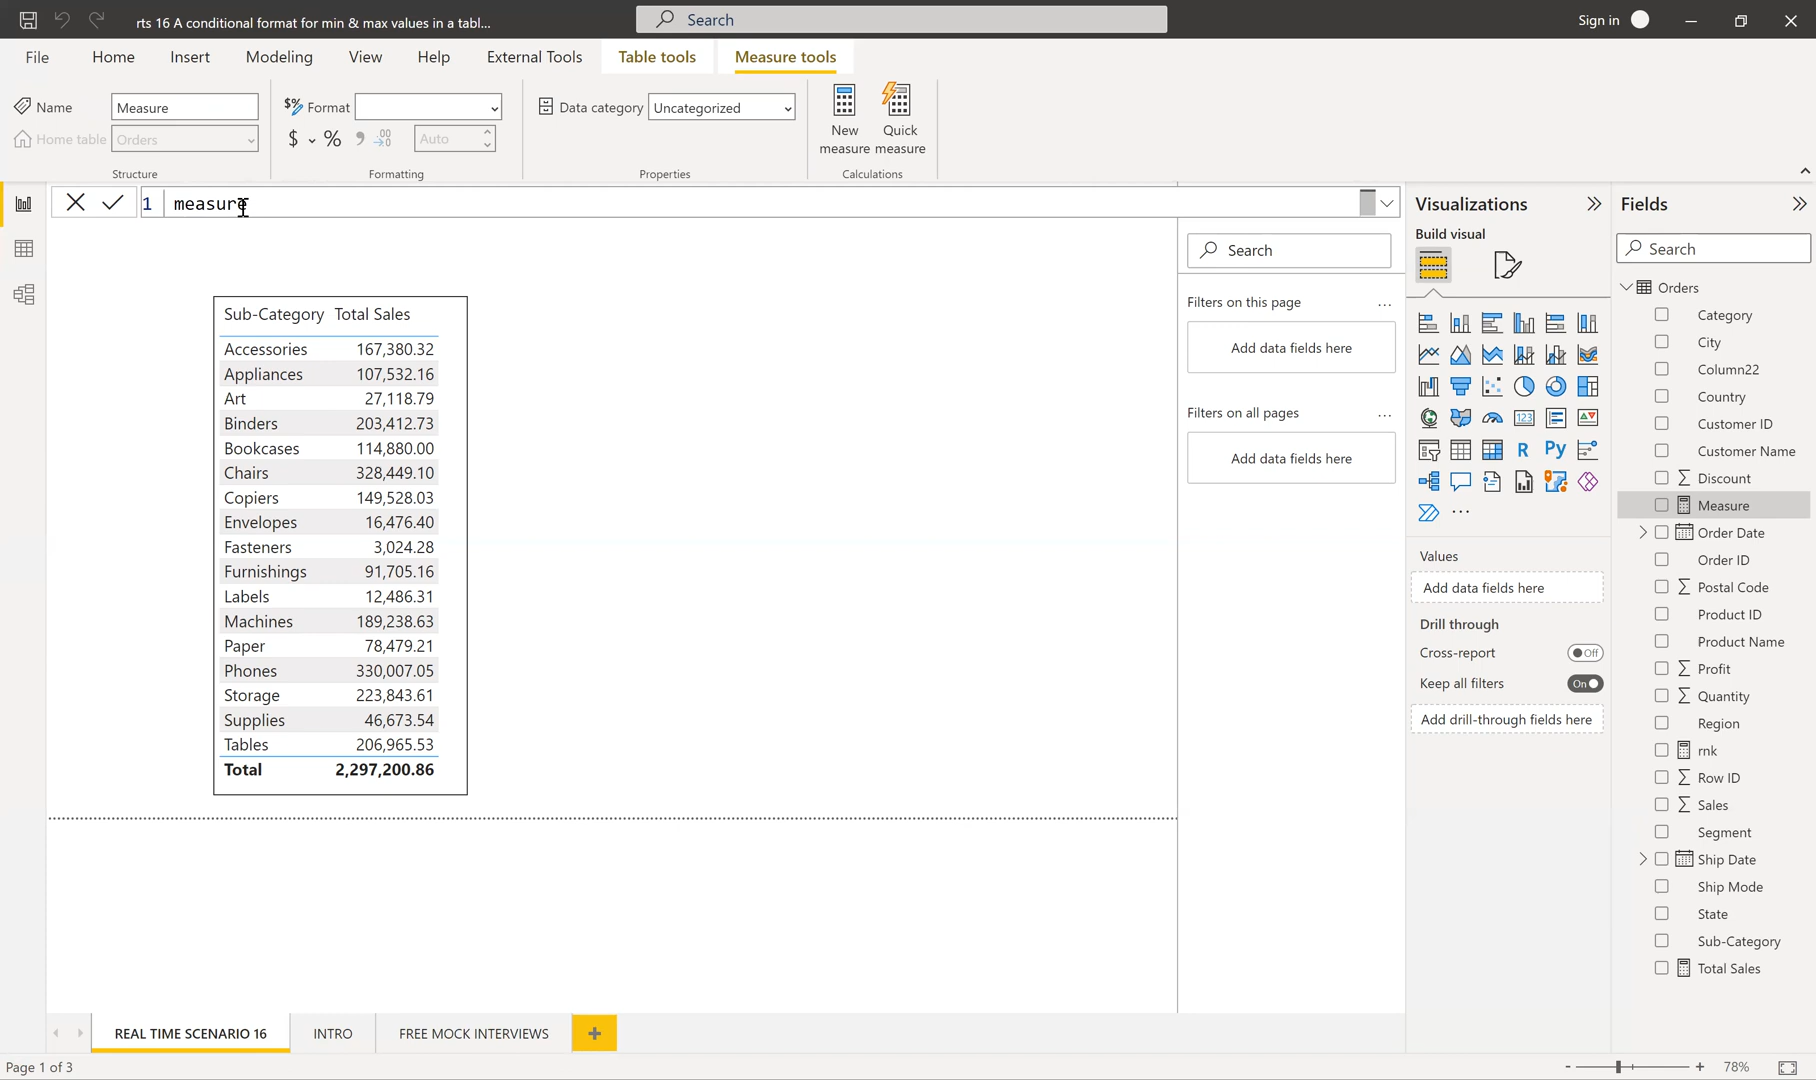 rts 16 A conditional format for min & max values in a tabl...
Search
Sign in
File
Home
Insert
Modeling
View
Help
External Tools
Table tools
Measure tools
Name
Measure
Home table
Orders
Structure
$% Format
$
%
,
.00
→.0
Auto
Formatting
Data category
Uncategorized
Properties
New measure
Quick measure
Calculations
1
measure
Sub-Category Total Sales
Accessories 167,380.32
Appliances 107,532.16
Art 27,118.79
Binders 203,412.73
Bookcases 114,880.00
Chairs 328,449.10
Copiers 149,528.03
Envelopes 16,476.40
Fasteners 3,024.28
Furnishings 91,705.16
Labels 12,486.31
Machines 189,238.63
Paper 78,479.21
Phones 330,007.05
Storage 223,843.61
Supplies 46,673.54
Tables 206,965.53
Total 2,297,200.86
Search
Filters on this page
...
Add data fields here
Filters on all pages
...
Add data fields here
Visualizations
Build visual
123
R
Py
...
Values
Add data fields here
Drill through
Cross-report
Off
Keep all filters
On
Add drill-through fields here
Fields
Search
Orders
Category
City
Column22
Country
Customer ID
Customer Name
Σ Discount
Measure
Order Date
Order ID
Σ Postal Code
Product ID
Product Name
Σ Profit
Σ Quantity
Region
rnk
Σ Row ID
Σ Sales
Segment
Ship Date
Ship Mode
State
Sub-Category
Total Sales
REAL TIME SCENARIO 16
INTRO
FREE MOCK INTERVIEWS
+
Page 1 of 3
-
+
78%